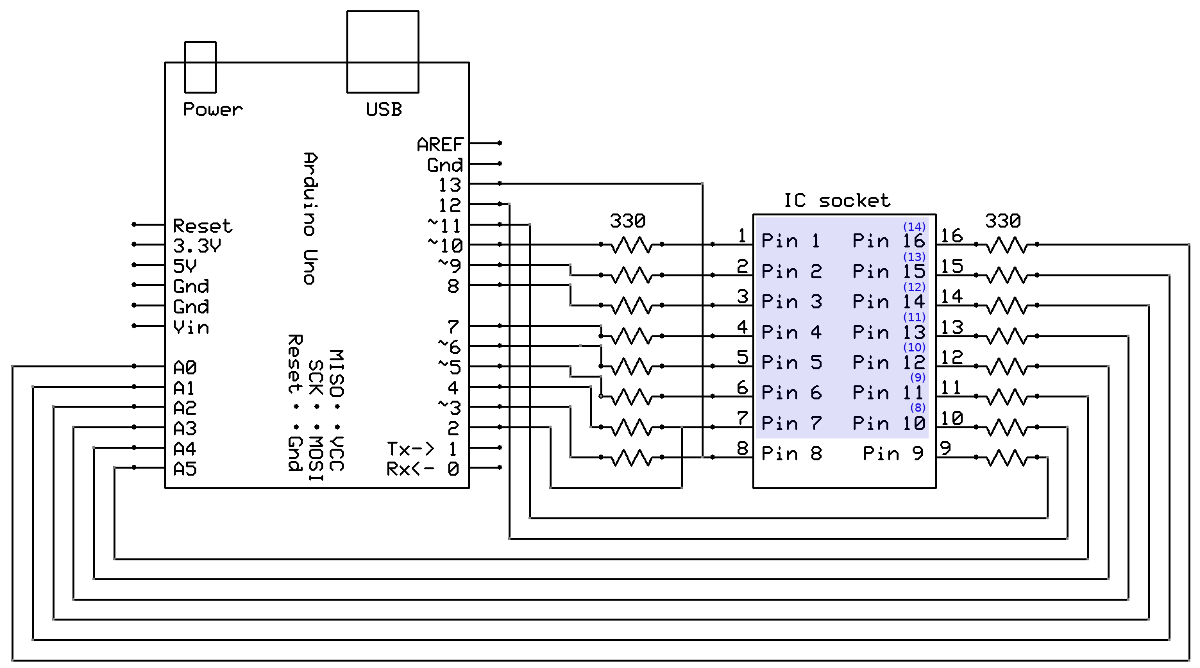 Power
USB
Arduino Uno
AREF
Gnd
13
12
~11
~10
~9
8
7
~6
~5
4
~3
2
Tx-> 1
Rx<- 0
Reset
3.3V
5V
Gnd
Gnd
Vin
A0
A1
A2
A3
A4
A5
MISO · · VCC
SCK · · MOSI
Reset · · Gnd
330
IC socket
330
(14)
1 Pin 1 Pin 16 16
(13)
2 Pin 2 Pin 15 15
(12)
3 Pin 3 Pin 14 14
(11)
4 Pin 4 Pin 13 13
(10)
5 Pin 5 Pin 12 12
(9)
6 Pin 6 Pin 11 11
(8)
7 Pin 7 Pin 10 10
8 Pin 8 Pin 9 9